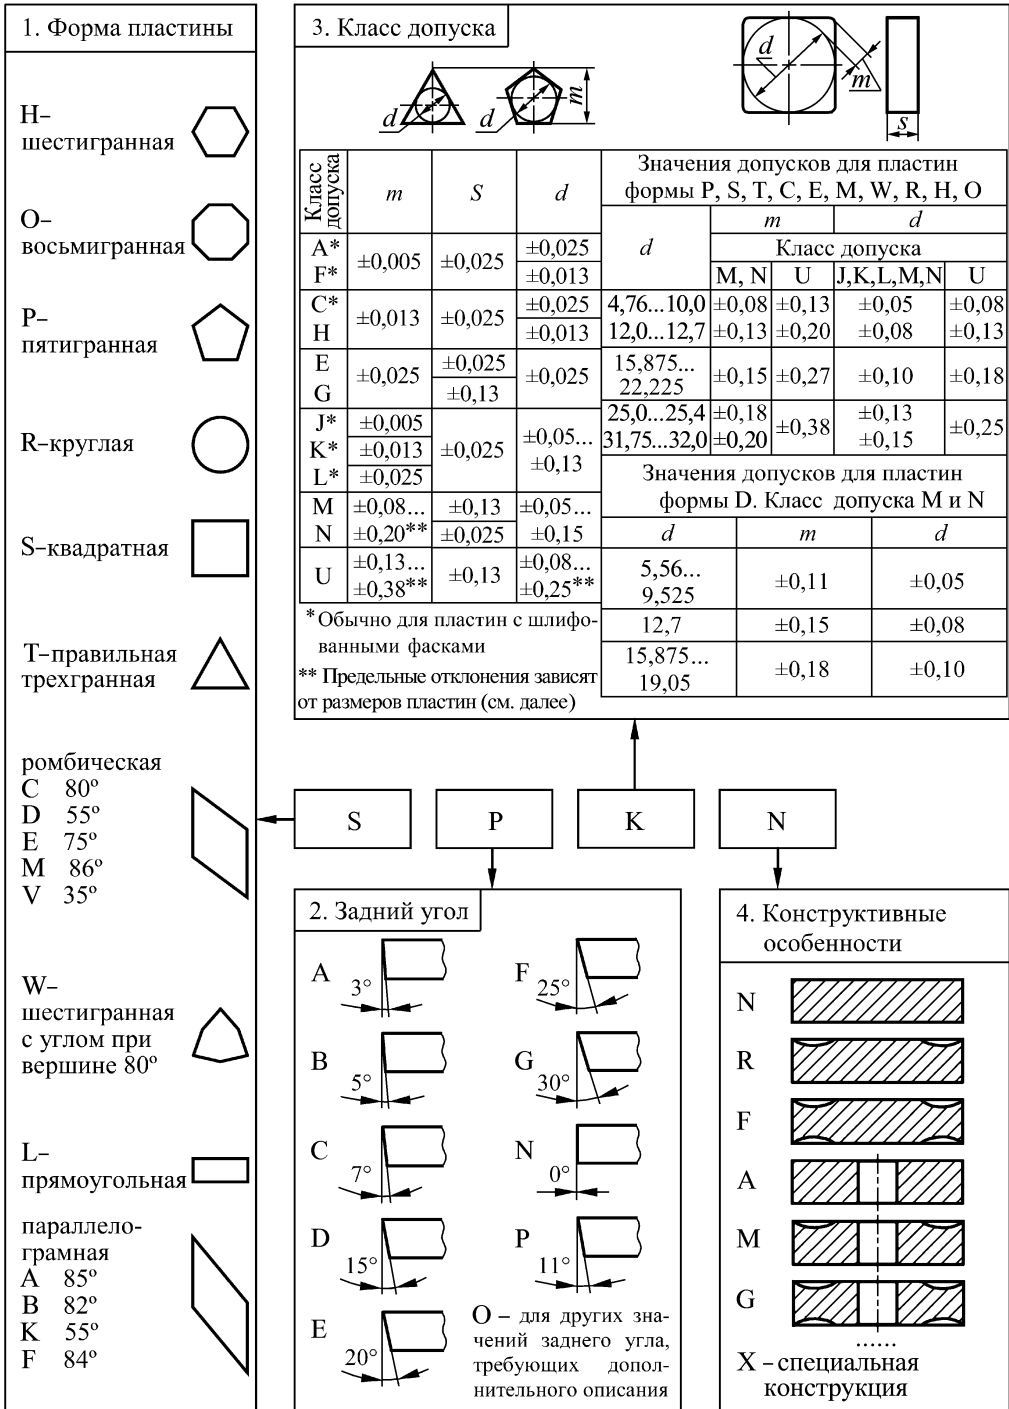 1. Форма пластины
H–
шестигранная
O–
восьмигранная
P–
пятигранная
R–круглая
S–квадратная
T–правильная
трехгранная
ромбическая
C 80º
D 55º
E 75º
M 86º
V 35º
W–
шестигранная
с углом при
вершине 80º
L–
прямоугольная
параллело-
грамная
A 85º
B 82º
K 55º
F 84º
3. Класс допуска
d d m
d m s
Класс допуска m S d
A* ±0,005 ±0,025 ±0,025
F* ±0,013
C* ±0,013 ±0,025 ±0,025
H ±0,013
E ±0,025 ±0,025 ±0,025
G ±0,13
J* ±0,005 ±0,025 ±0,05...
K* ±0,013 ±0,13
L* ±0,025
M ±0,08... ±0,13 ±0,05...
N ±0,20** ±0,025 ±0,15
U ±0,13... ±0,13 ±0,08...
±0,38** ±0,25**
* Обычно для пластин с шлифо-
ванными фасками
** Предельные отклонения зависят
от размеров пластин (см. далее)
Значения допусков для пластин
формы P, S, T, C, E, M, W, R, H, O
d m d
Класс допуска
M, N U J,K,L,M,N U
4,76...10,0 ±0,08 ±0,13 ±0,05 ±0,08
12,0...12,7 ±0,13 ±0,20 ±0,08 ±0,13
15,875...
22,225 ±0,15 ±0,27 ±0,10 ±0,18
25,0...25,4 ±0,18 ±0,38 ±0,13 ±0,25
31,75...32,0 ±0,20 ±0,15
Значения допусков для пластин
формы D. Класс допуска M и N
d m d
5,56...
9,525 ±0,11 ±0,05
12,7 ±0,15 ±0,08
15,875...
19,05 ±0,18 ±0,10
S P K N
2. Задний угол
A 3°
B 5°
C 7°
D 15°
E 20°
F 25°
G 30°
N 0°
P 11°
O – для других зна-
чений заднего угла,
требующих допол-
нительного описания
4. Конструктивные
особенности
N
R
F
A
M
G
......
X – специальная
конструкция